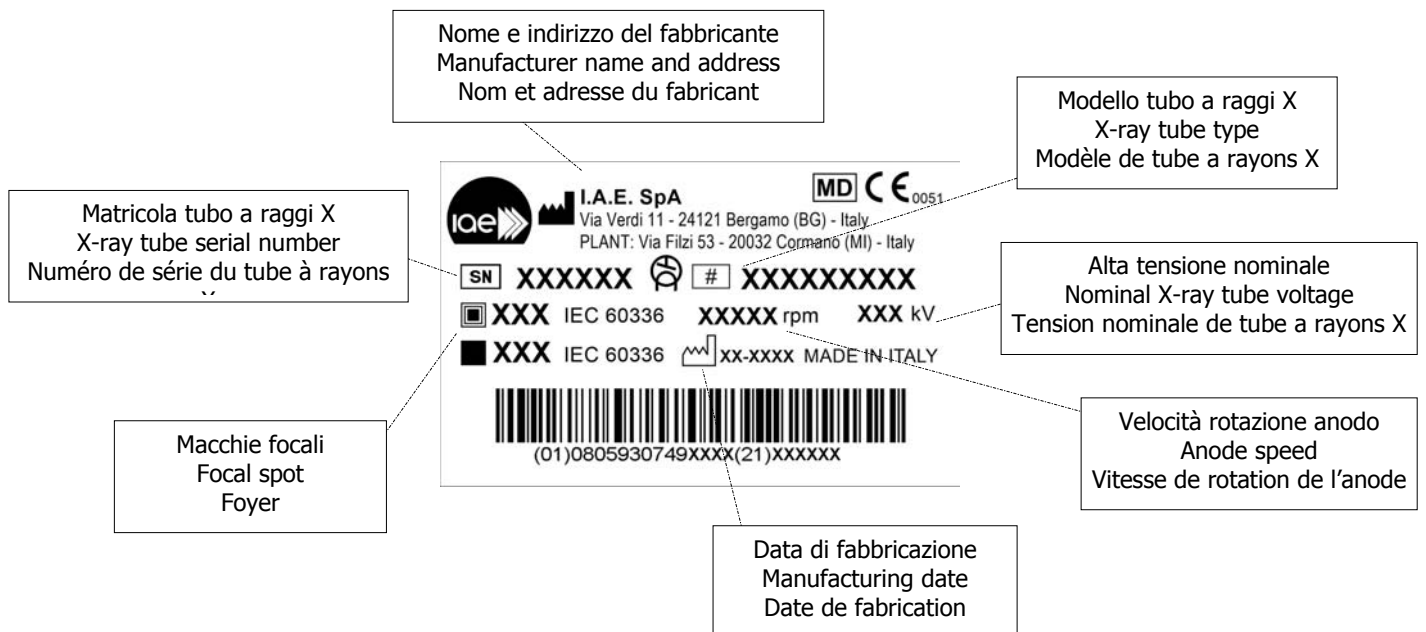 Nome e indirizzo del fabbricante
Manufacturer name and address
Nom et adresse du fabricant
Modello tubo a raggi X
X-ray tube type
Modèle de tube a rayons X
Matricola tubo a raggi X
X-ray tube serial number
Numéro de série du tube à rayons
iae
I.A.E. SpA
MD CE 0051
Via Verdi 11 - 24121 Bergamo (BG) - Italy
PLANT: Via Filzi 53 - 20032 Cormano (MI) - Italy
SN XXXXXX # XXXXXXXXX
XXX IEC 60336 XXXXX rpm XXX kV
XXX IEC 60336 xx-xxxx MADE IN ITALY
(01)0805930749XXXX(21)XXXXXX
Alta tensione nominale
Nominal X-ray tube voltage
Tension nominale de tube a rayons X
Macchie focali
Focal spot
Foyer
Velocità rotazione anodo
Anode speed
Vitesse de rotation de l'anode
Data di fabbricazione
Manufacturing date
Date de fabrication